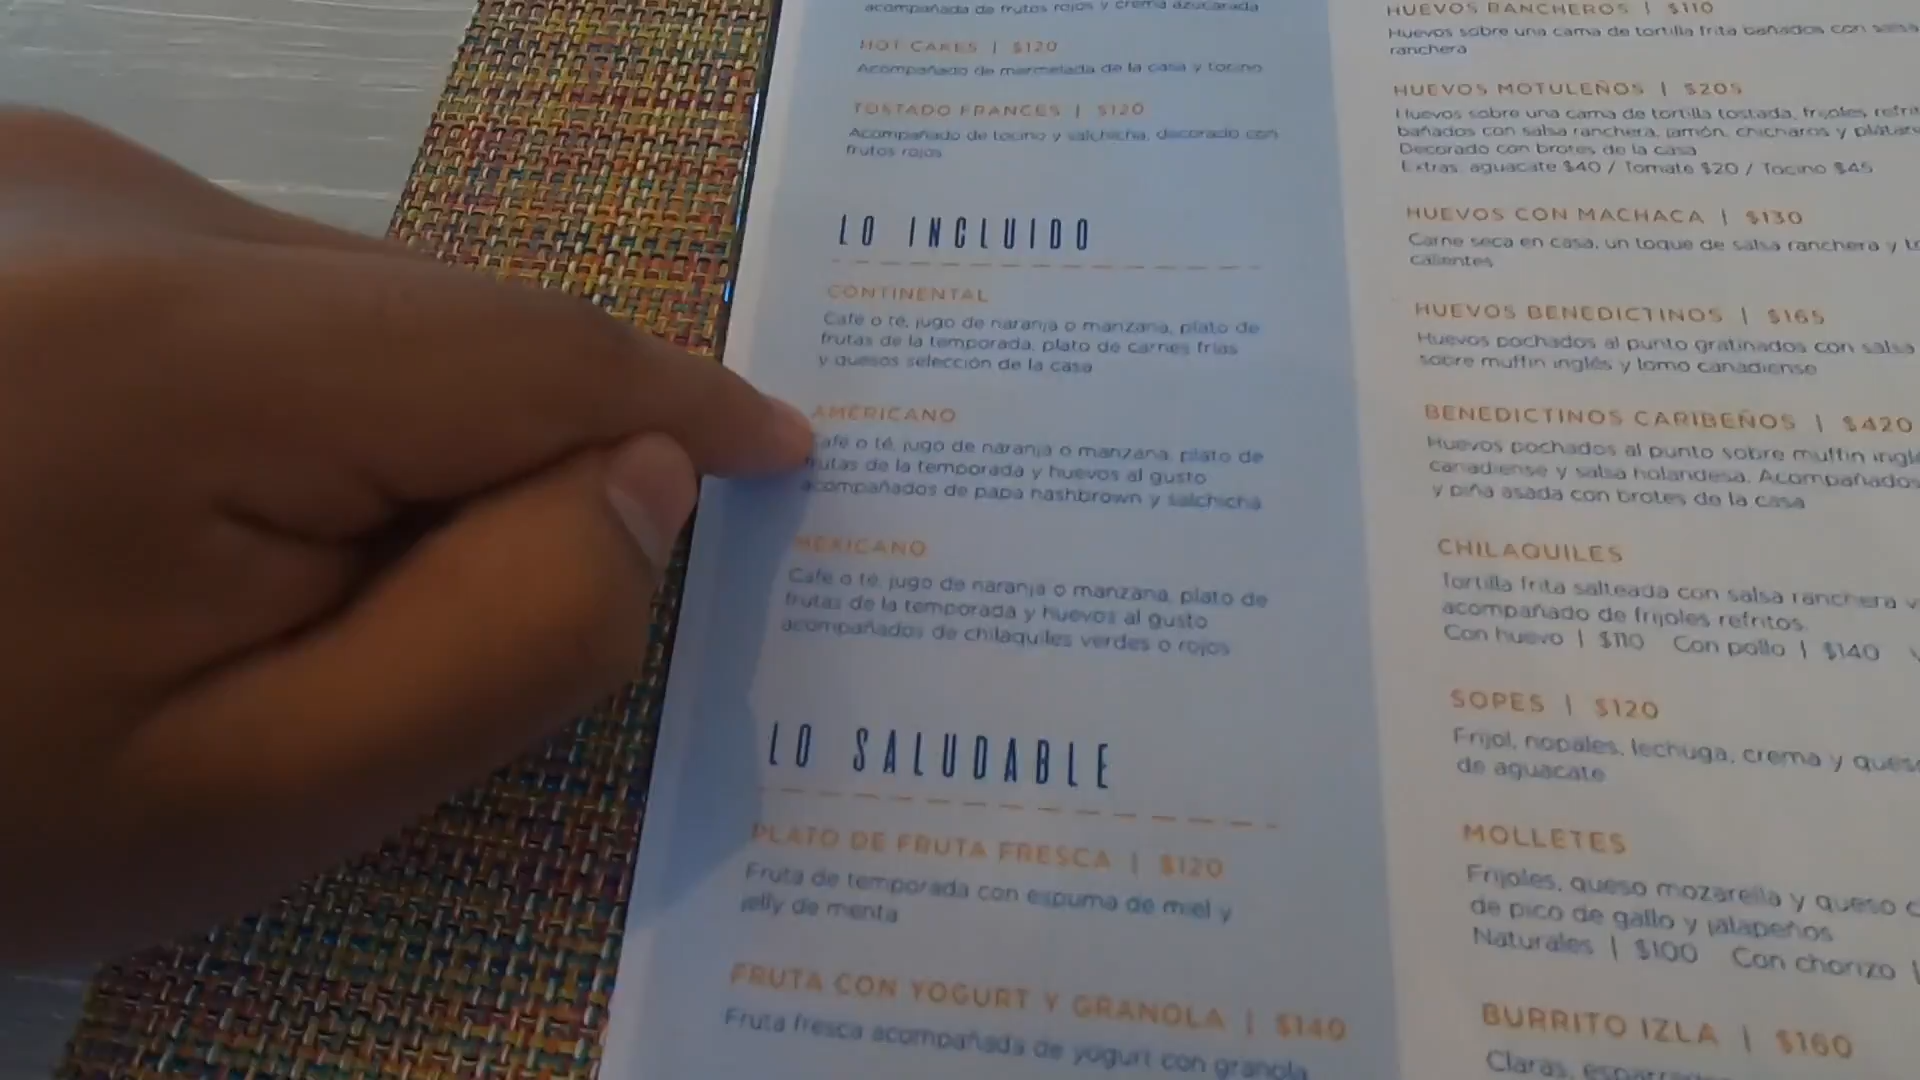 acompañada de frutos rojos y crema azucarada
HOT CAKES | $120
Acompañado de mermelada de la casa y tocino
TOSTADO FRANCES | $120
Acompañado de tocino y salchicha, decorado con
frutos rojos
LO INCLUIDO
CONTINENTAL
Café o té, jugo de naranja o manzana, plato de
frutas de la temporada, plato de carnes frías
y quesos selección de la casa
AMERICANO
Café o té, jugo de naranja o manzana, plato de
frutas de la temporada y huevos al gusto
acompañados de papa hashbrown y salchicha
MEXICANO
Café o té, jugo de naranja o manzana, plato de
frutas de la temporada y huevos al gusto
acompañados de chilaquiles verdes o rojos
LO SALUDABLE
PLATO DE FRUTA FRESCA | $120
Fruta de temporada con espuma de miel y
jelly de menta
FRUTA CON YOGURT Y GRANOLA | $140
Fruta fresca acompañada de yogurt con granola
HUEVOS RANCHEROS | $110
Huevos sobre una cama de tortilla frita bañados con salsa
ranchera
HUEVOS MOTULEÑOS | $205
Huevos sobre una cama de tortilla tostada, frijoles
bañados con salsa ranchera, jamón, chicharos y
Decorado con brotes de la casa
Extras: aguacate $40 / Tomate $20 / Tocino $45
HUEVOS CON MACHACA | $130
Carne seca en casa, un toque de salsa ranchera y
calientes
HUEVOS BENEDICTINOS | $165
Huevos pochados al punto gratinados con salsa
sobre muffin inglés y lomo canadiense
BENEDICTINOS CARIBEÑOS | $420
Huevos pochados al punto sobre muffin
canadiense y salsa holandesa. Acompañados
y piña asada con brotes de la casa
CHILAQUILES
Tortilla frita salteada con salsa ranchera
acompañado de frijoles refritos.
Con huevo | $110 Con pollo | $140
SOPES | $120
Frijol, nopales, lechuga, crema y
de aguacate
MOLLETES
Frijoles, queso mozarella y queso
de pico de gallo y jalapeños
Naturales | $100 Con chorizo |
BURRITO IZLA | $160
Claras,